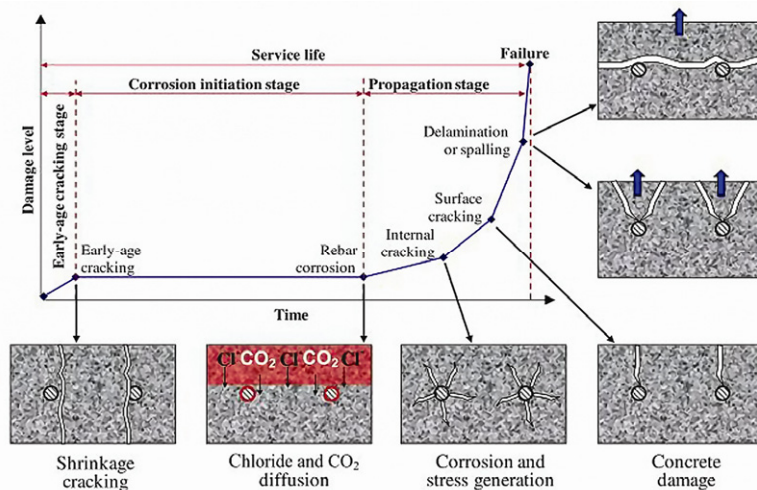 Service life
Failure
Corrosion initiation stage
Propagation stage
Damage level
Early-age cracking stage
Delamination
or spalling
Surface
cracking
Internal
cracking
Early-age
cracking
Rebar
corrosion
Time
Cl CO₂ Cl CO₂ Cl
Shrinkage
cracking
Chloride and CO₂
diffusion
Corrosion and
stress generation
Concrete
damage